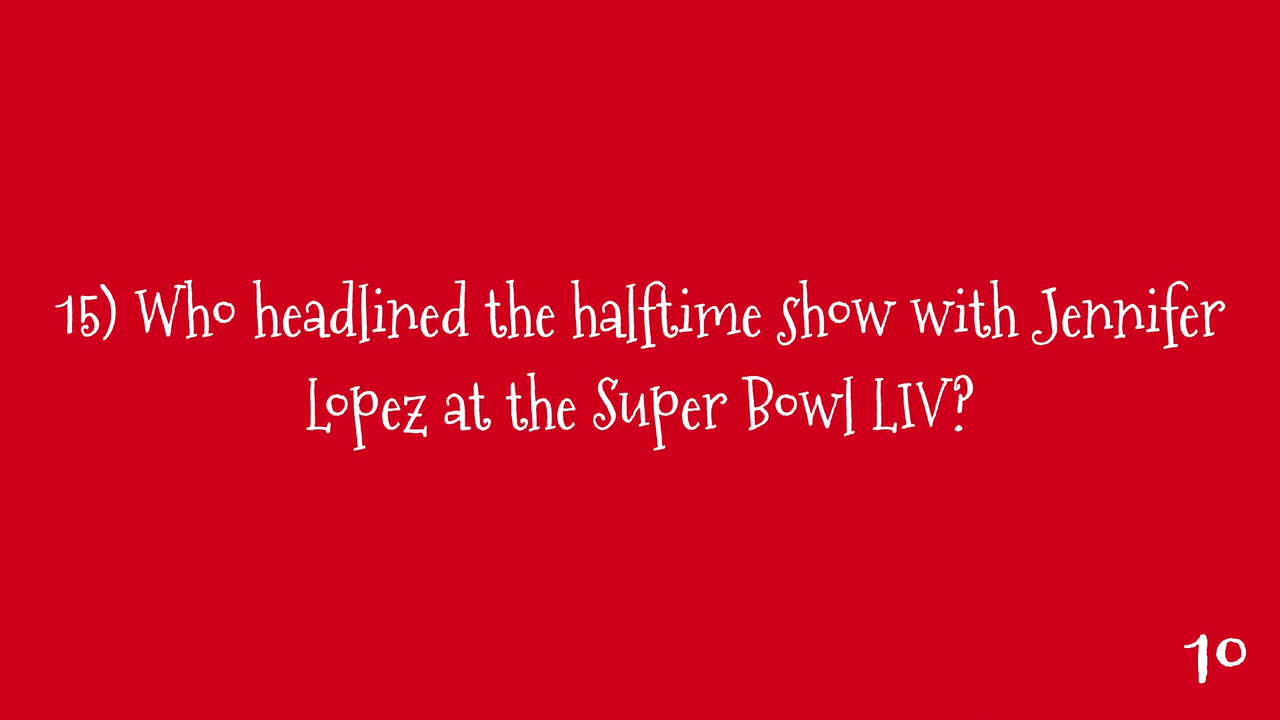 15) Who headlined the halftime show with Jennifer
Lopez at the Super Bowl LIV?
10